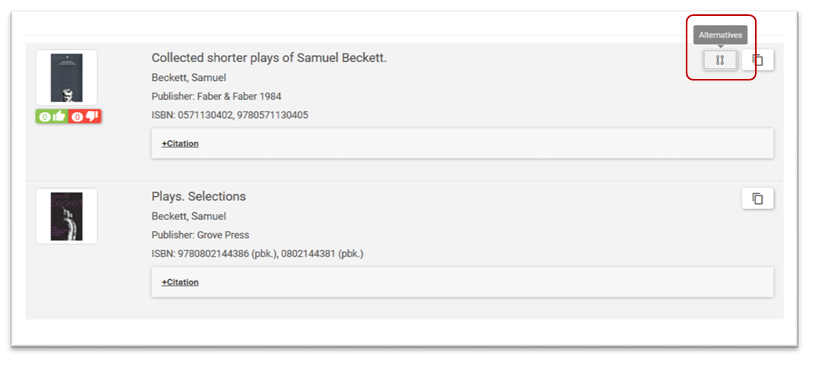 Alternatives
Collected shorter plays of Samuel Beckett.
Beckett, Samuel
Publisher: Faber & Faber 1984
ISBN: 0571130402, 9780571130405
0 0
+Citation
Plays. Selections
Beckett, Samuel
Publisher: Grove Press
ISBN: 9780802144386 (pbk.), 0802144381 (pbk.)
+Citation